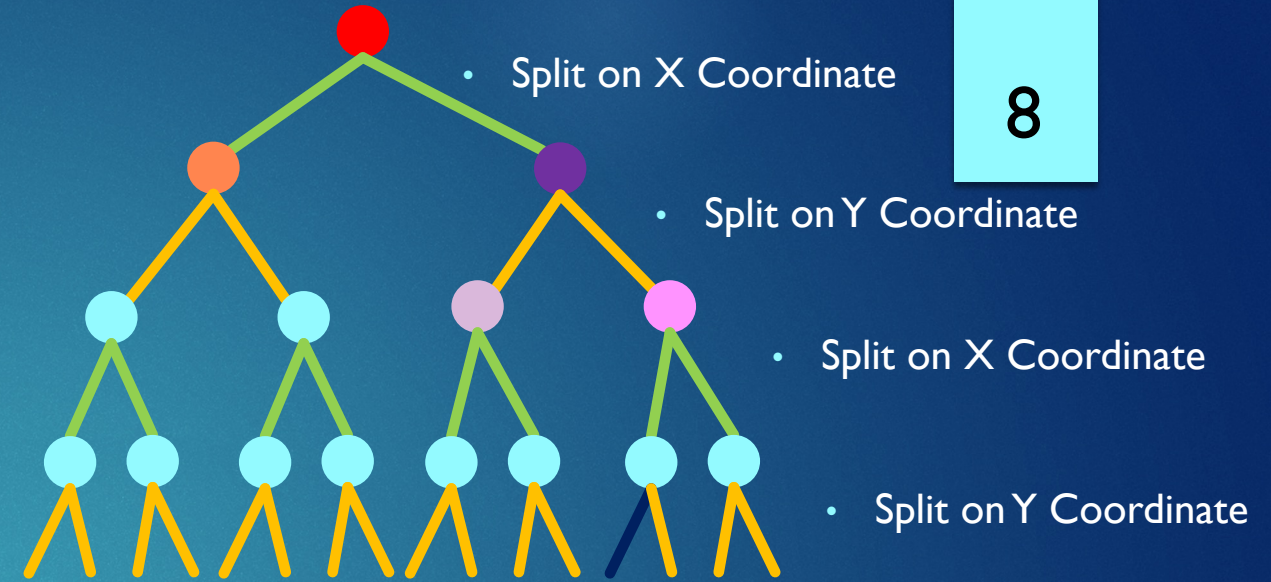 • Split on X Coordinate
8
• Split on Y Coordinate
• Split on X Coordinate
• Split on Y Coordinate